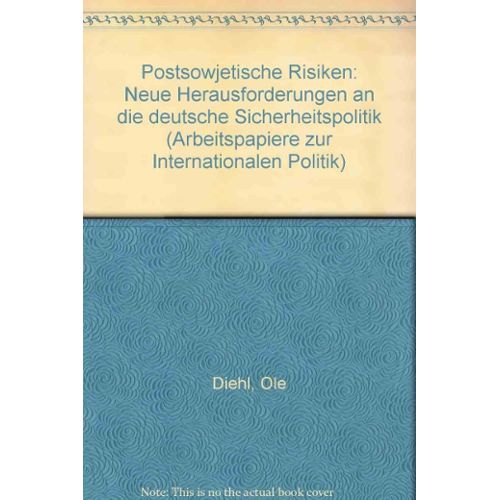 Postsowjetische Risiken:
Neue Herausforderungen an
die deutsche Sicherheitspolitik
(Arbeitspapiere zur
Internationalen Politik)
Diehl, Ole
Note: This is no the actual book cover